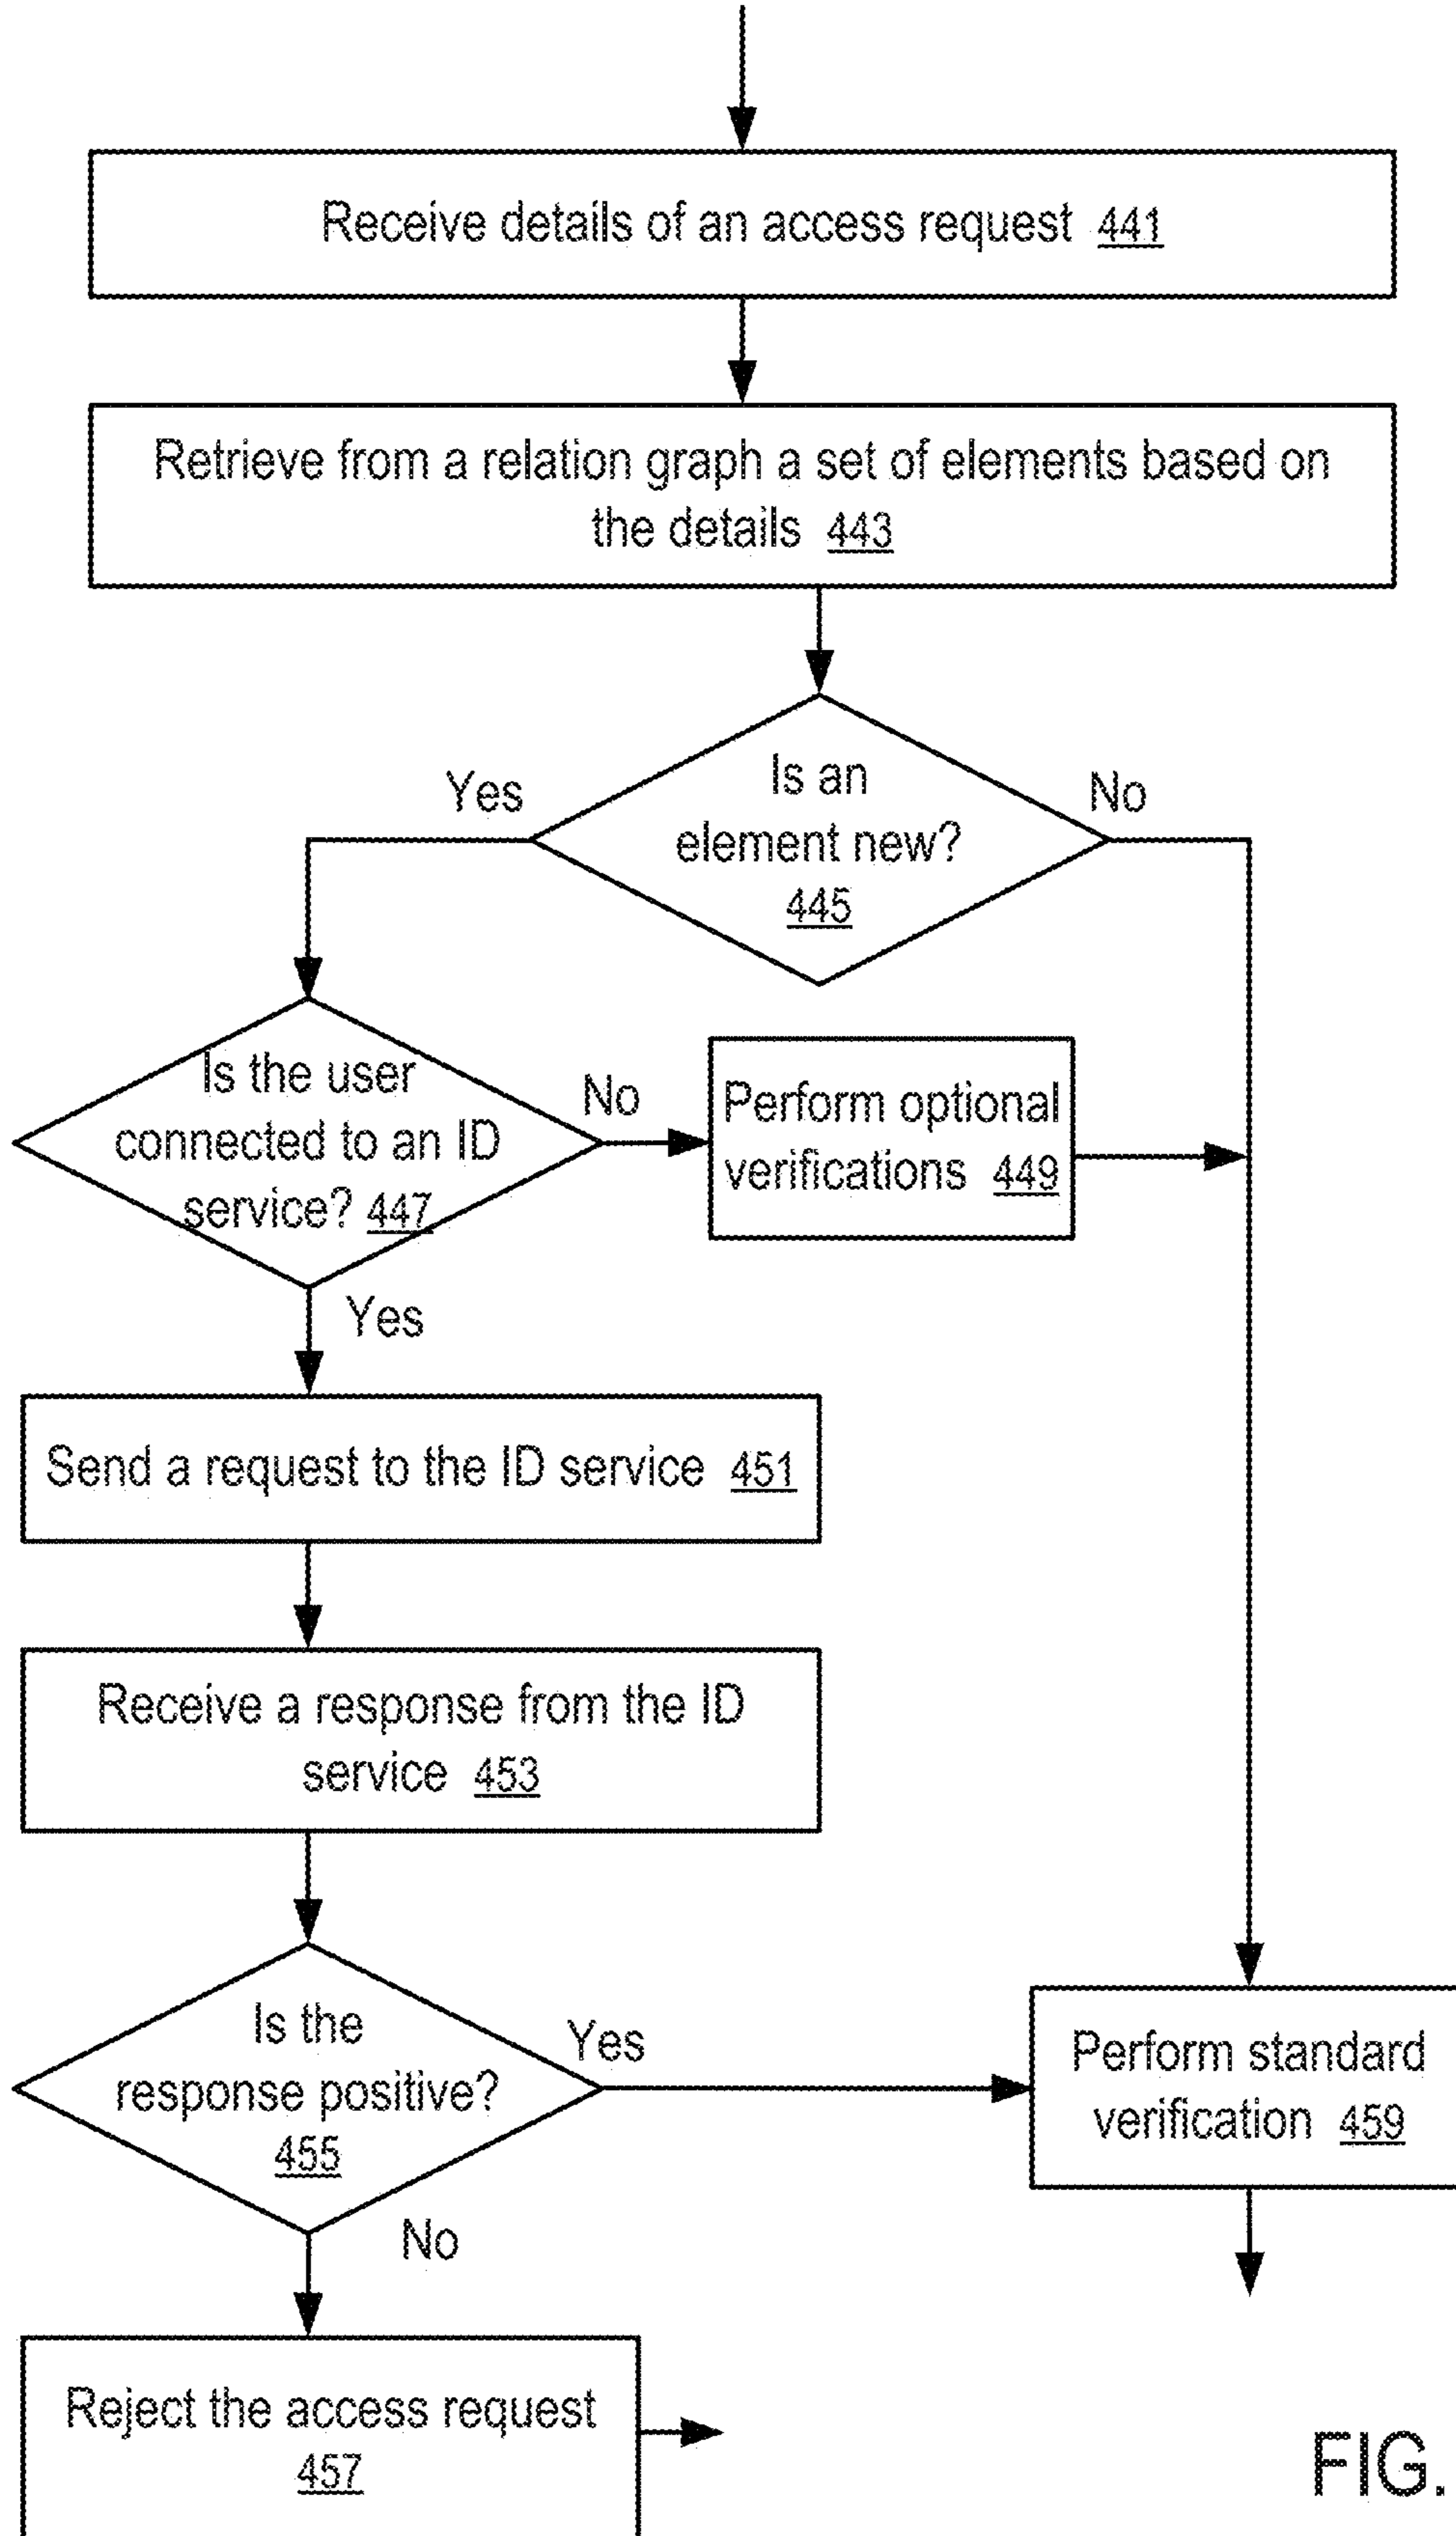 Receive details of an access request 441
Retrieve from a relation graph a set of elements based on
the details 443
Yes
Is an
element new?
445
No
Is the user
connected to an ID
service? 447
No
Perform optional
verifications 449
Yes
Send a request to the ID service 451
Receive a response from the ID
service 453
Is the
response positive?
455
Yes
Perform standard
verification 459
No
Reject the access request
457
FIG.